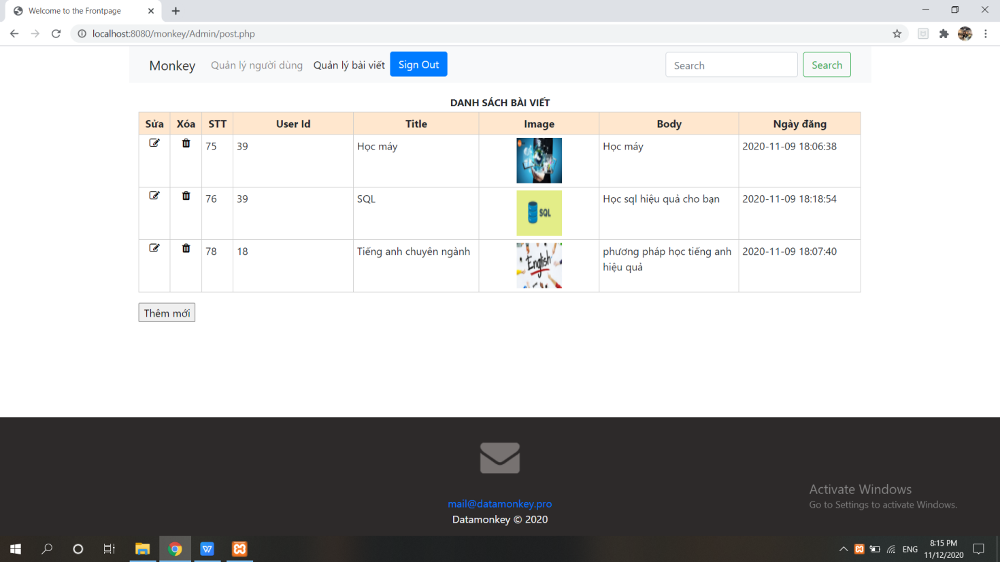 Welcome to the Frontpage
localhost:8080/monkey/Admin/post.php
Monkey Quản lý người dùng Quản lý bài viết Sign Out Search Search
DANH SÁCH BÀI VIẾT
Sửa Xóa STT User Id Title Image Body Ngày đăng
75 39 Học máy Học máy 2020-11-09 18:06:38
76 39 SQL SQL Học sql hiệu quả cho bạn 2020-11-09 18:18:54
78 18 Tiếng anh chuyên ngành English phương pháp học tiếng anh 2020-11-09 18:07:40
hiệu quả
Thêm mới
Activate Windows
Go to Settings to activate Windows.
mail@datamonkey.pro
Datamonkey © 2020
ENG 8:15 PM
11/12/2020